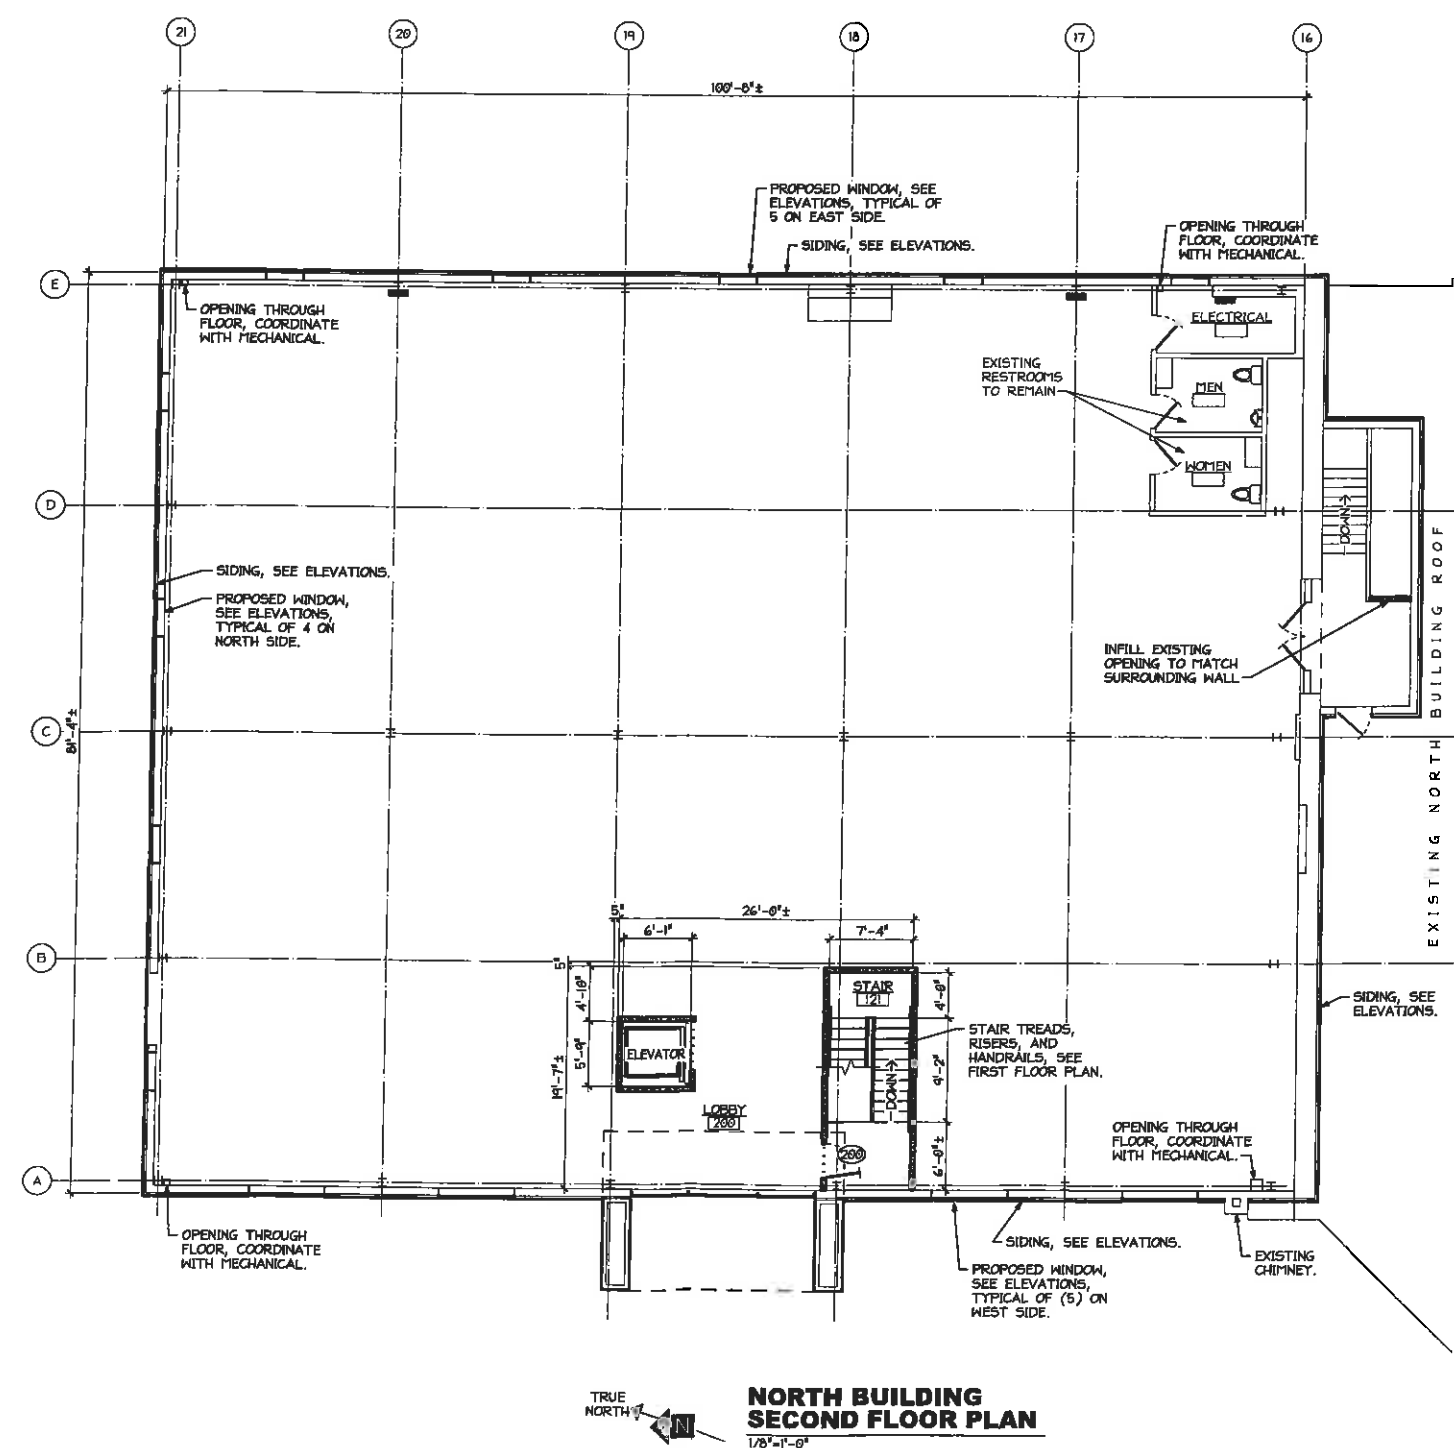 21
20
19
18
17
16
100'-8"±
PROPOSED WINDOW, SEE
ELEVATIONS, TYPICAL OF
5 ON EAST SIDE.
SIDING, SEE ELEVATIONS.
OPENING THROUGH
FLOOR, COORDINATE
WITH MECHANICAL.
E
OPENING THROUGH
FLOOR, COORDINATE
WITH MECHANICAL.
ELECTRICAL
EXISTING
RESTROOMS
TO REMAIN
MEN
WOMEN
D
DOWN
SIDING, SEE ELEVATIONS.
PROPOSED WINDOW,
SEE ELEVATIONS,
TYPICAL OF 4 ON
NORTH SIDE.
INFILL EXISTING
OPENING TO MATCH
SURROUNDING WALL
EXISTING NORTH BUILDING ROOF
C
81'-4"±
5"
26'-0"±
6'-1"
7'-4"
B
5"
4'-10"
STAIR
121
4'-0"
SIDING, SEE
ELEVATIONS.
STAIR TREADS,
RISERS, AND
HANDRAILS, SEE
FIRST FLOOR PLAN.
ELEVATOR
5'-9"
9'-2"
DOWN
19'-7"±
LOBBY
200
OPENING THROUGH
FLOOR, COORDINATE
WITH MECHANICAL.
200
6'-0"±
A
OPENING THROUGH
FLOOR, COORDINATE
WITH MECHANICAL.
SIDING, SEE ELEVATIONS.
EXISTING
CHIMNEY.
PROPOSED WINDOW,
SEE ELEVATIONS,
TYPICAL OF (5) ON
WEST SIDE.
TRUE
NORTH
N
NORTH BUILDING
SECOND FLOOR PLAN
1/8"=1'-0"